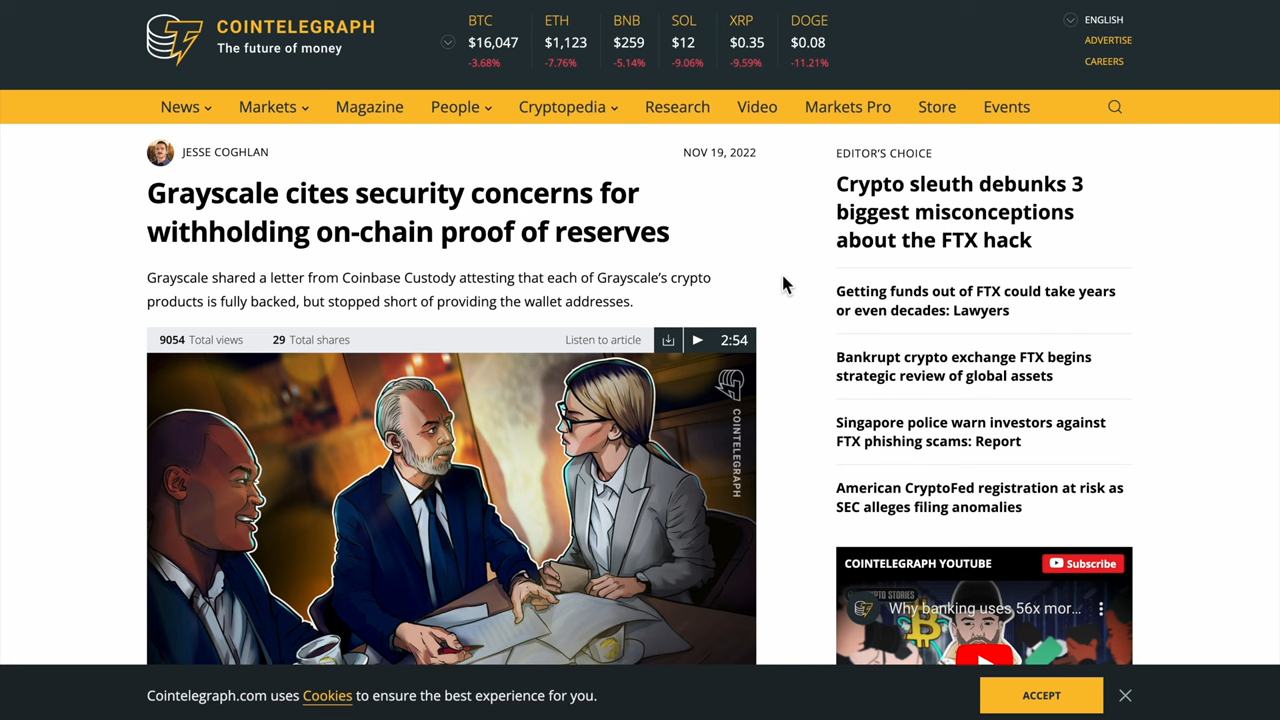 COINTELEGRAPH
The future of money
BTC ETH BNB SOL XRP DOGE
$16,047 $1,123 $259 $12 $0.35 $0.08
-3.68% -7.76% -5.14% -9.06% -9.59% -11.21%
ENGLISH
ADVERTISE
CAREERS
News Markets Magazine People Cryptopedia Research Video Markets Pro Store Events
JESSE COGHLAN
NOV 19, 2022
Grayscale cites security concerns for
withholding on-chain proof of reserves
Grayscale shared a letter from Coinbase Custody attesting that each of Grayscale’s crypto
products is fully backed, but stopped short of providing the wallet addresses.
9054 Total views 29 Total shares Listen to article 2:54
COINTELEGRAPH
EDITOR’S CHOICE
Crypto sleuth debunks 3
biggest misconceptions
about the FTX hack
Getting funds out of FTX could take years
or even decades: Lawyers
Bankrupt crypto exchange FTX begins
strategic review of global assets
Singapore police warn investors against
FTX phishing scams: Report
American CryptoFed registration at risk as
SEC alleges filing anomalies
COINTELEGRAPH YOUTUBE
Subscribe
STORIES
Why banking uses 56x mor...
Cointelegraph.com uses Cookies to ensure the best experience for you.
ACCEPT